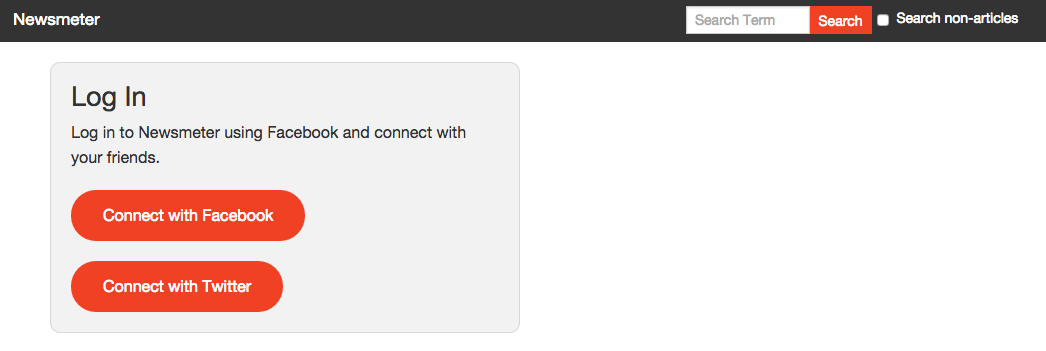 Newsmeter
Search Term
Search
Search non-articles
Log In
Log in to Newsmeter using Facebook and connect with
your friends.
Connect with Facebook
Connect with Twitter